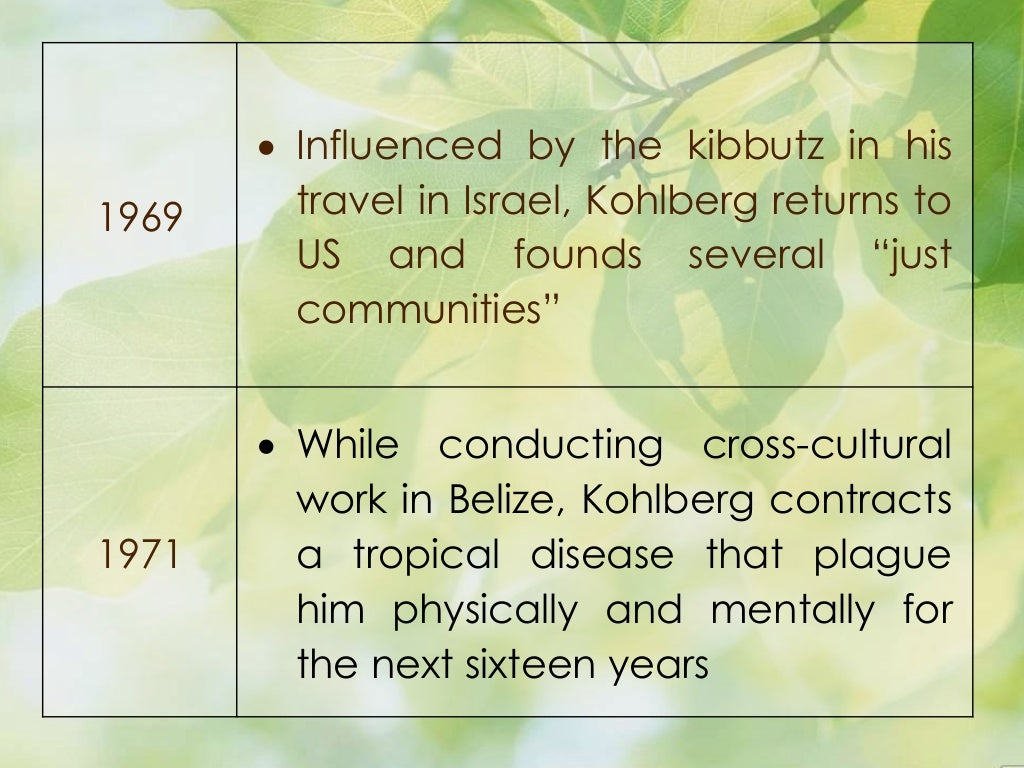 1969
• Influenced by the kibbutz in his
travel in Israel, Kohlberg returns to
US and founds several “just
communities”
1971
• While conducting cross-cultural
work in Belize, Kohlberg contracts
a tropical disease that plague
him physically and mentally for
the next sixteen years